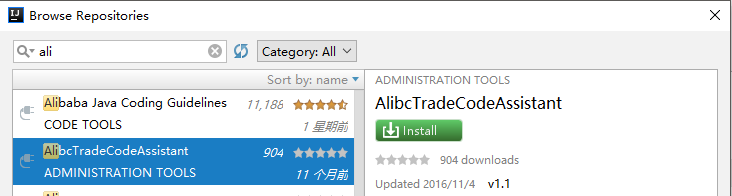 Browse Repositories
ali
Category: All
Sort by: name
Alibaba Java Coding Guidelines 11,188
CODE TOOLS 1 星期前
AlibcTradeCodeAssistant 904
ADMINISTRATION TOOLS 11 个月前
ADMINISTRATION TOOLS
AlibcTradeCodeAssistant
Install
904 downloads
Updated 2016/11/4 v1.1